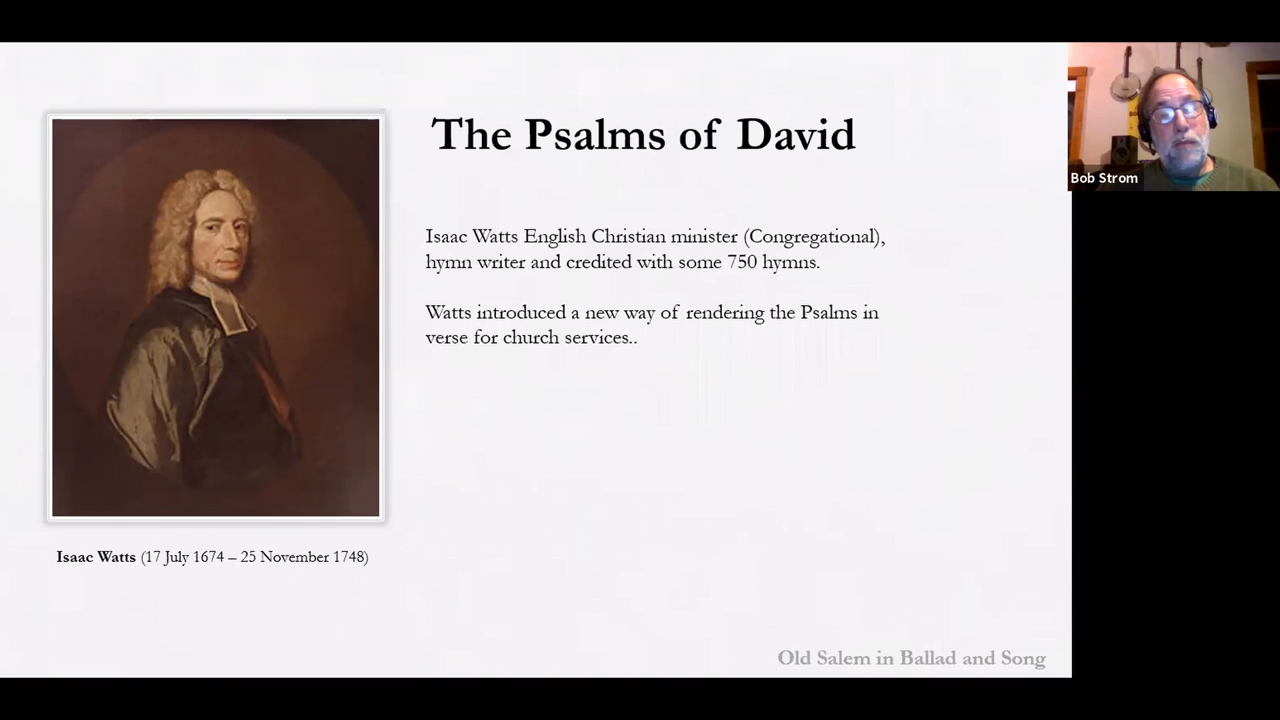 The Psalms of David
Isaac Watts English Christian minister (Congregational),
hymn writer and credited with some 750 hymns.
Watts introduced a new way of rendering the Psalms in
verse for church services..
Isaac Watts (17 July 1674 – 25 November 1748)
Old Salem in Ballad and Song
Bob Strom